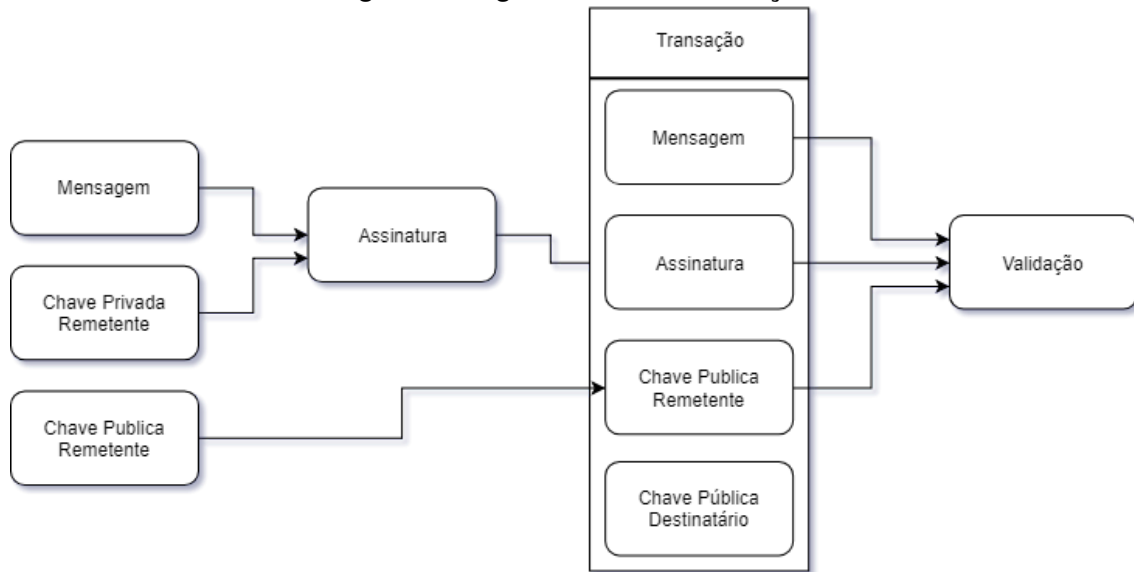 Transação
Mensagem
Chave Privada
Remetente
Chave Publica
Remetente
Assinatura
Mensagem
Assinatura
Chave Publica
Remetente
Chave Pública
Destinatário
Validação